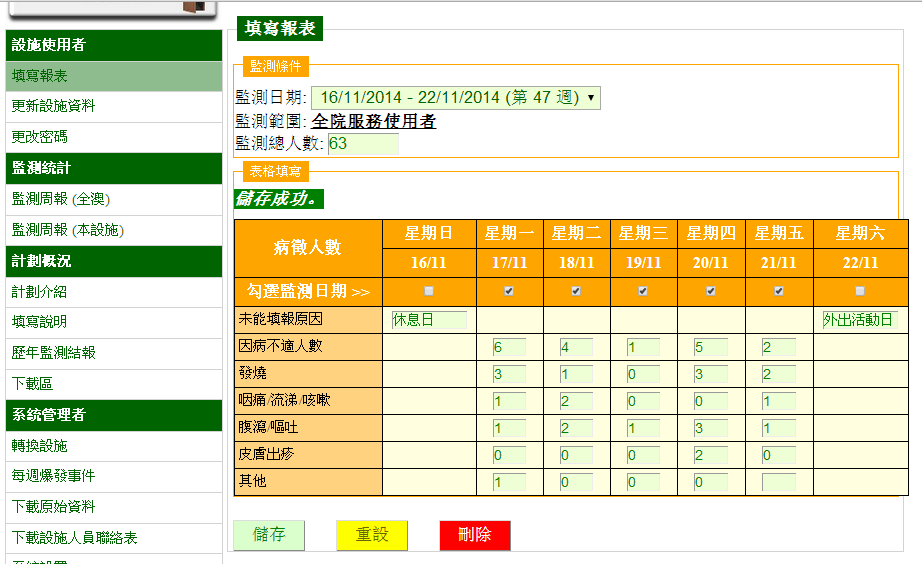 設施使用者
填寫報表
更新設施資料
更改密碼
監測統計
監測周報 (全澳)
監測周報 (本設施)
計劃概況
計劃介紹
填寫說明
歷年監測結報
下載區
系統管理者
轉換設施
每週爆發事件
下載原始資料
下載設施人員聯絡表
填寫報表
監測條件
監測日期: 16/11/2014 - 22/11/2014 (第 47 週)
監測範圍: 全院服務使用者
監測總人數: 63
表格填寫
儲存成功。
病徵人數 星期日 星期一 星期二 星期三 星期四 星期五 星期六
16/11 17/11 18/11 19/11 20/11 21/11 22/11
勾選監測日期 >>
未能填報原因 休息日 外出活動日
因病不適人數 6 4 1 5 2
發燒 3 1 0 3 2
咽痛/流涕/咳嗽 1 2 0 0 1
腹瀉/嘔吐 1 2 1 3 1
皮膚出疹 0 0 0 2 0
其他 1 0 0 0
儲存 重設 刪除